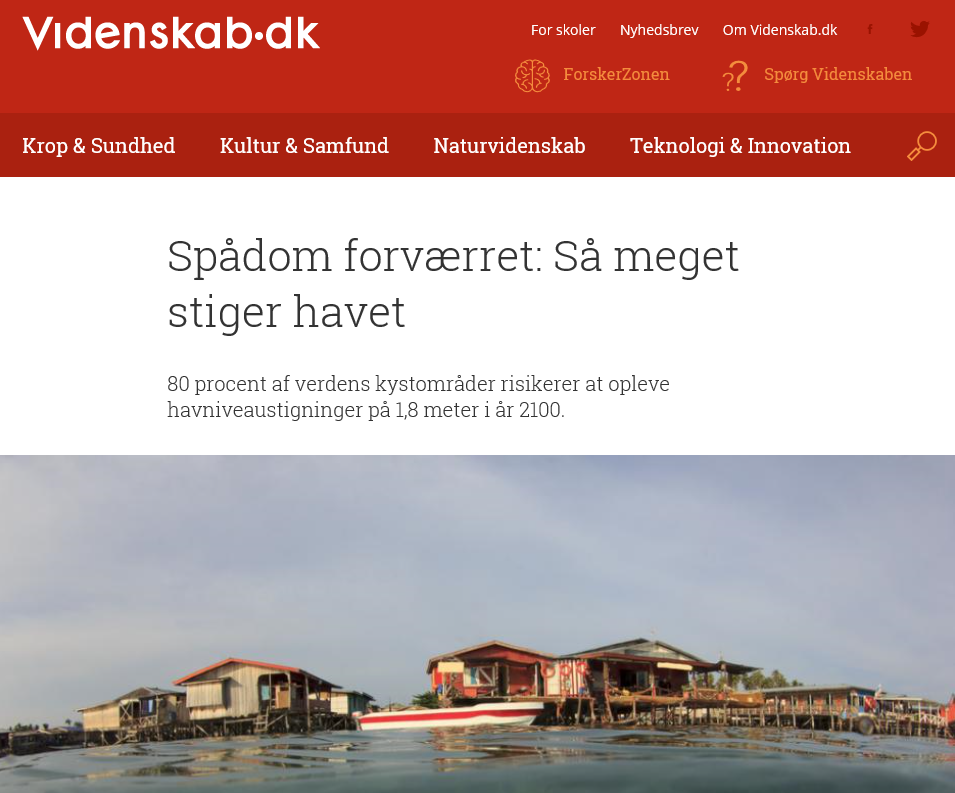 Videnskab·dk
For skoler Nyhedsbrev Om Videnskab.dk f
ForskerZonen ?? Spørg Videnskaben
Krop & Sundhed Kultur & Samfund Naturvidenskab Teknologi & Innovation
Spådom forværret: Så meget
stiger havet
80 procent af verdens kystområder risikerer at opleve
havniveaustigninger på 1,8 meter i år 2100.